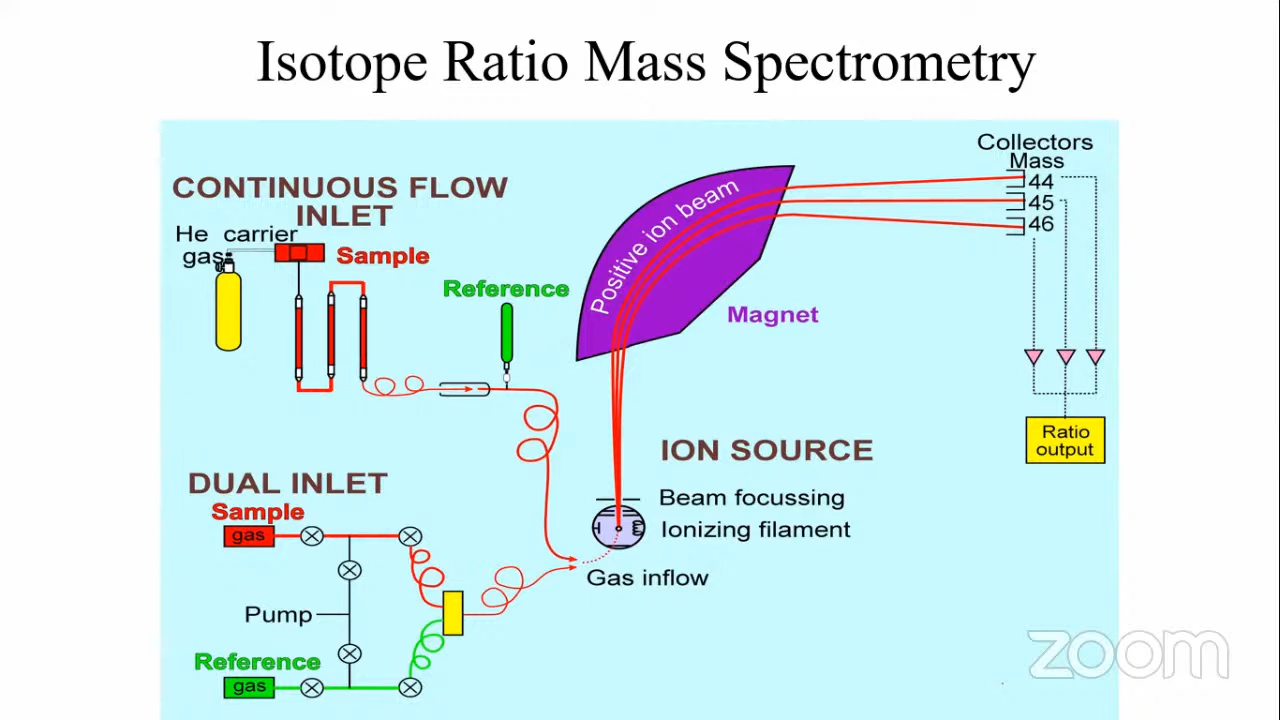 Isotope Ratio Mass Spectrometry
Collectors
Mass
44
45
46
CONTINUOUS FLOW
INLET
He carrier
gas
Sample
Reference
Positive ion beam
Magnet
Ratio
output
ION SOURCE
Beam focussing
Ionizing filament
Gas inflow
DUAL INLET
Sample
gas
Pump
Reference
gas
zoom